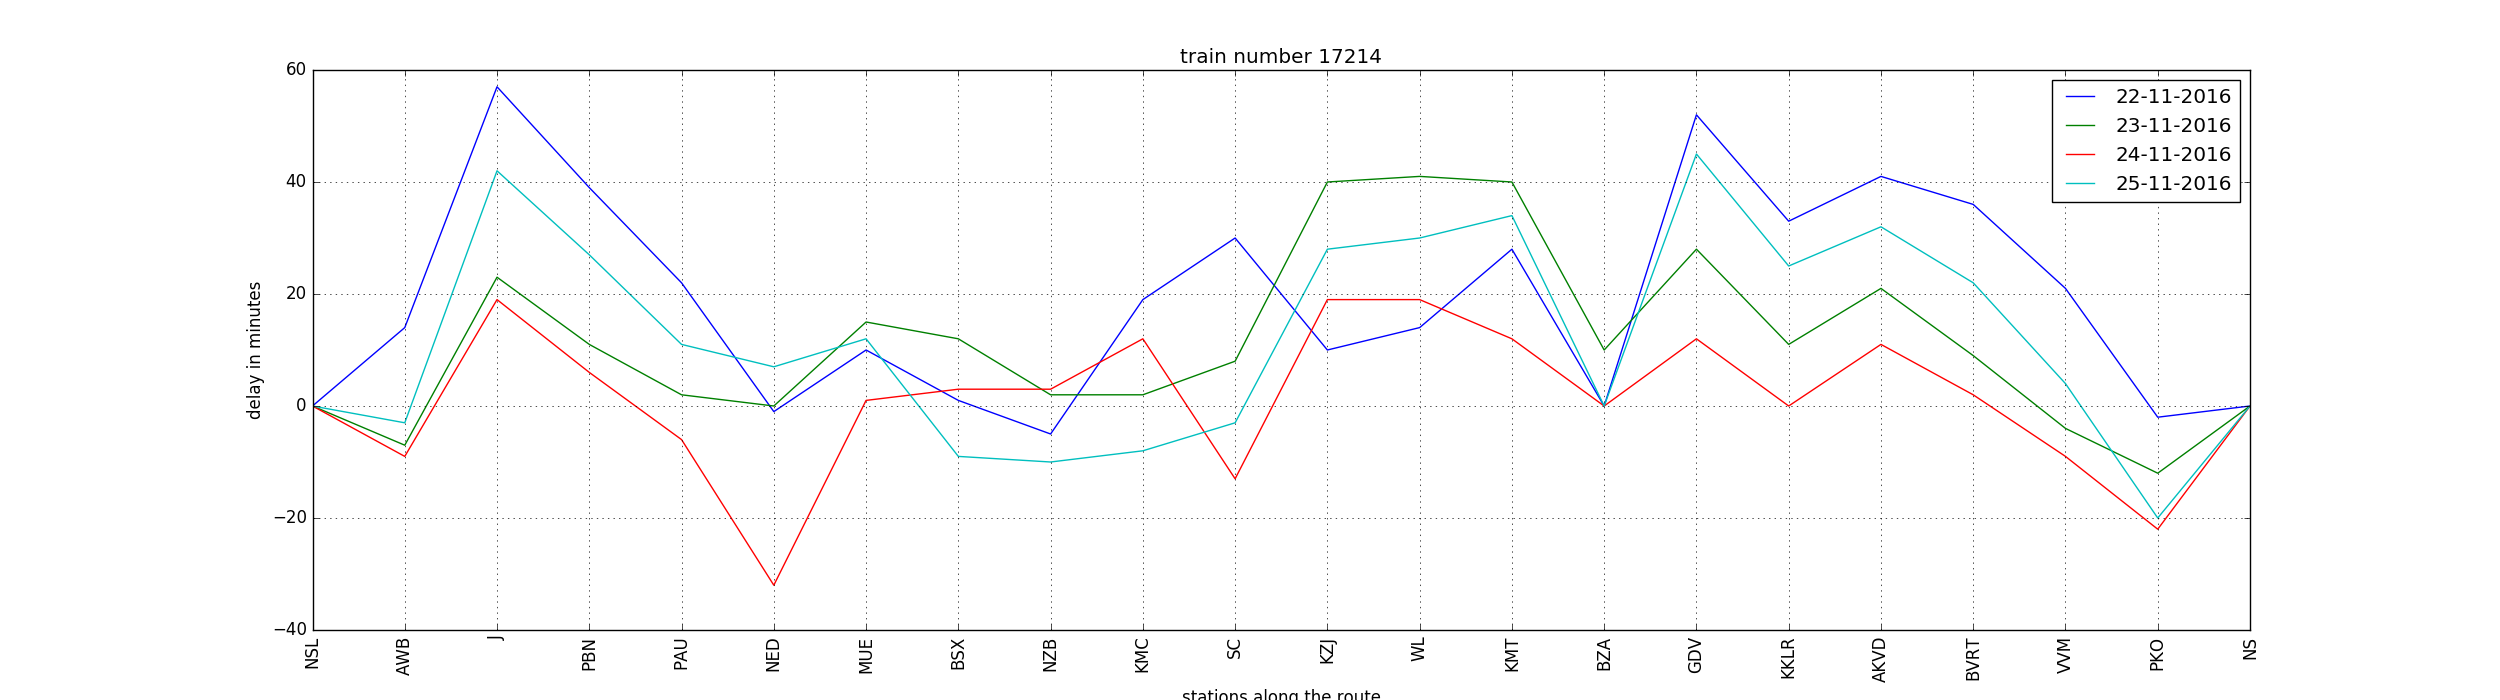 train number 17214
60
40
20
0
−20
−40
delay in minutes
22-11-2016
23-11-2016
24-11-2016
25-11-2016
NSL
AWB
J
PBN
PAU
NED
MUE
BSX
NZB
KMC
SC
KZJ
WL
KMT
BZA
GDV
KKLR
AKVD
BVRT
VVM
PKO
NS
stations along the route